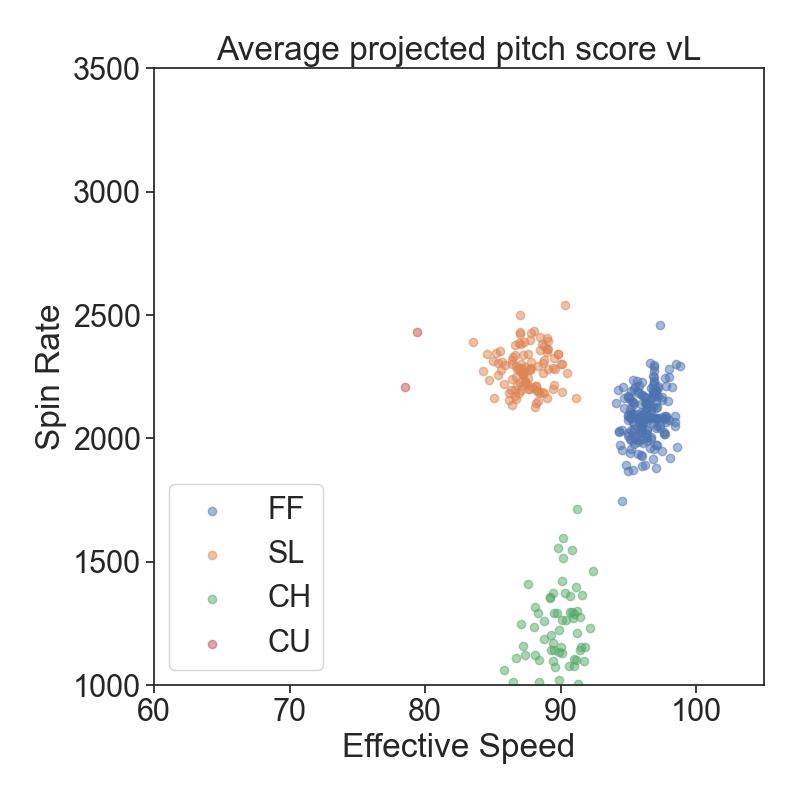 Average projected pitch score vL
3500
3000
2500
2000
1500
1000
Spin Rate
FF
SL
CH
CU
60
70
80
90
100
Effective Speed